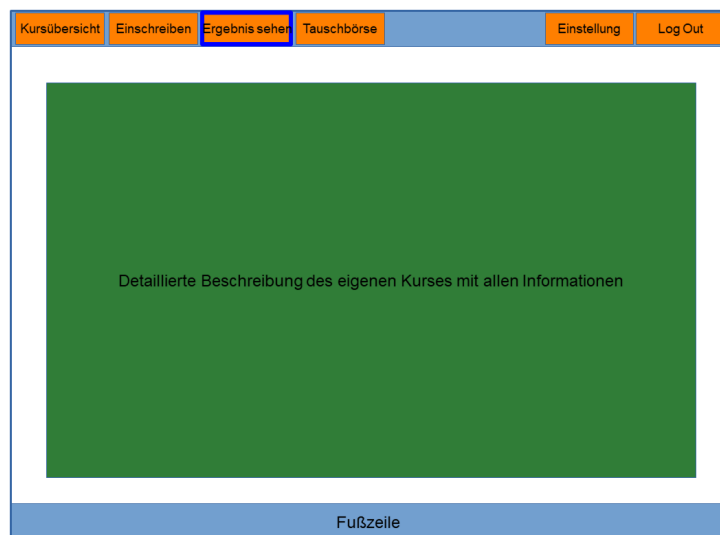 Kursübersicht Einschreiben Ergebnis sehen Tauschbörse Einstellung Log Out
Detaillierte Beschreibung des eigenen Kurses mit allen Informationen
Fußzeile